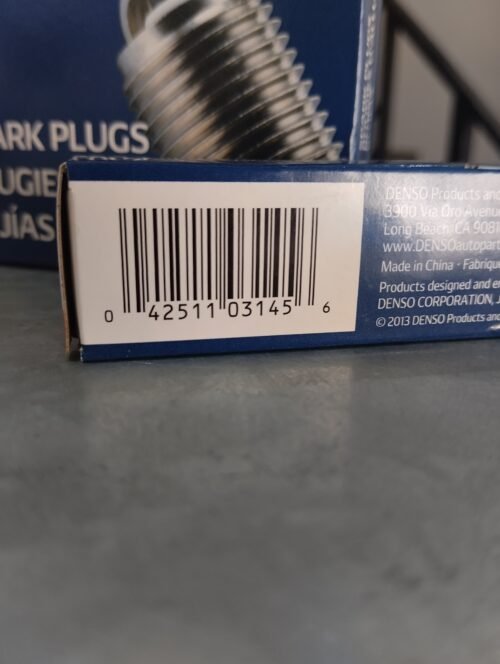 ARK PLUGS
UGIE
JÍAS
0 42511 03145 6
DENSO Products and
3900 Via Oro Avenu
Long Beach, CA 9081
www.DENSOautopart
Made in China · Fabriqu
Products designed and en
DENSO CORPORATION, J
© 2013 DENSO Products and